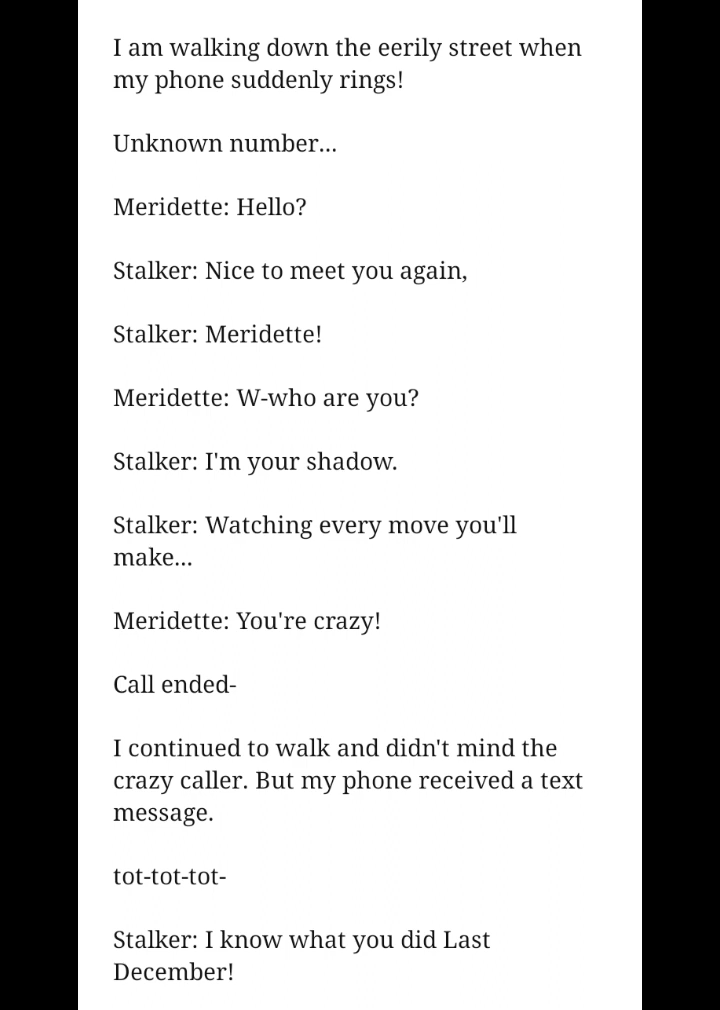 I am walking down the eerily street when
my phone suddenly rings!
Unknown number...
Meridette: Hello?
Stalker: Nice to meet you again,
Stalker: Meridette!
Meridette: W-who are you?
Stalker: I'm your shadow.
Stalker: Watching every move you'll
make...
Meridette: You're crazy!
Call ended-
I continued to walk and didn't mind the
crazy caller. But my phone received a text
message.
tot-tot-tot-
Stalker: I know what you did Last
December!